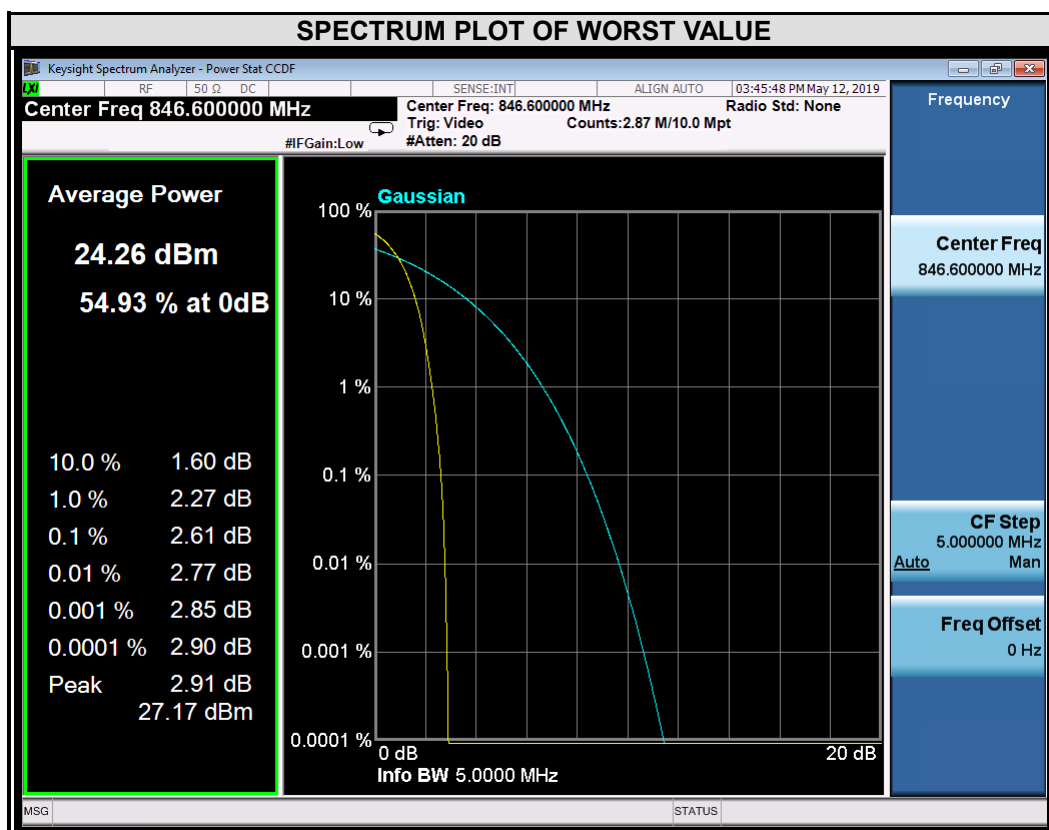 SPECTRUM PLOT OF WORST VALUE
Keysight Spectrum Analyzer - Power Stat CCDF
LXI RF 50 Ω DC SENSE:INT ALIGN AUTO 03:45:48 PM May 12, 2019
Center Freq 846.600000 MHz
Center Freq: 846.600000 MHz Radio Std: None
Trig: Video Counts:2.87 M/10.0 Mpt
#IFGain:Low #Atten: 20 dB
Average Power
24.26 dBm
54.93 % at 0dB
10.0 % 1.60 dB
1.0 % 2.27 dB
0.1 % 2.61 dB
0.01 % 2.77 dB
0.001 % 2.85 dB
0.0001 % 2.90 dB
Peak 2.91 dB
27.17 dBm
Gaussian
100 %
10 %
1 %
0.1 %
0.01 %
0.001 %
0.0001 %
0 dB 20 dB
Info BW 5.0000 MHz
Frequency
Center Freq
846.600000 MHz
CF Step
5.000000 MHz
Auto Man
Freq Offset
0 Hz
MSG STATUS